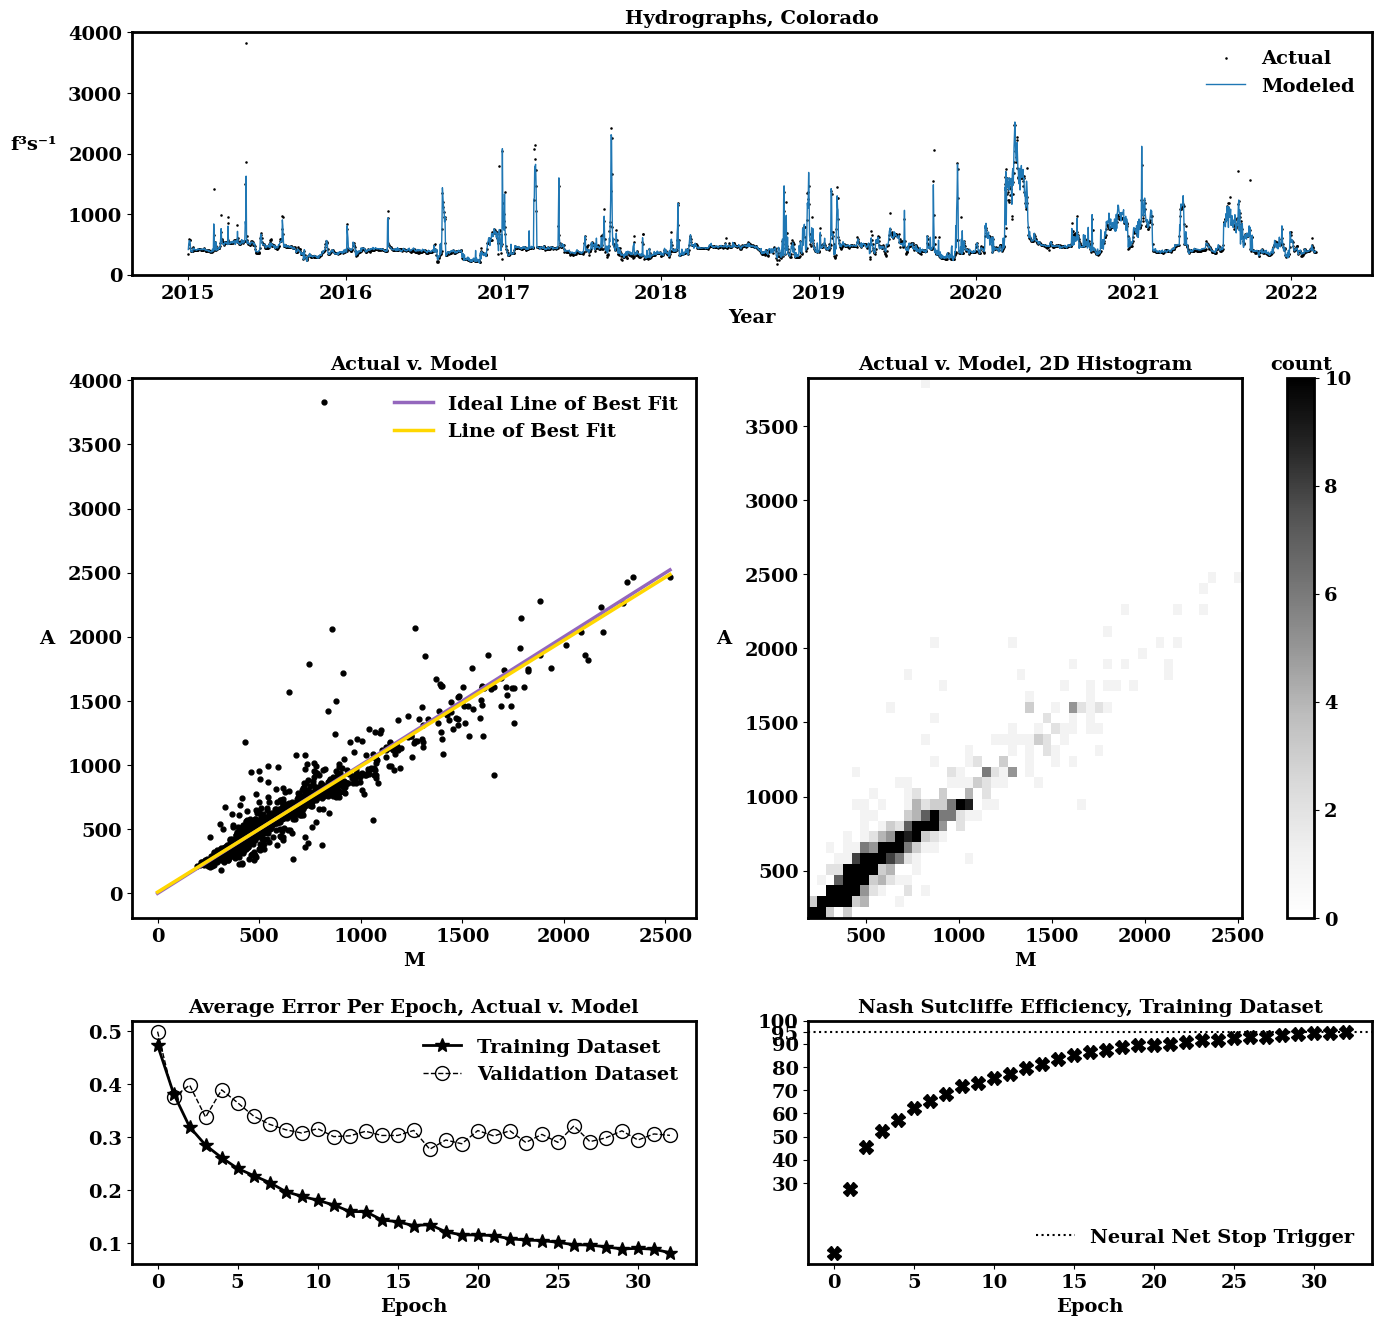 Hydrographs, Colorado
4000
3000
2000
1000
0
f³s⁻¹
Actual
Modeled
2015 2016 2017 2018 2019 2020 2021 2022
Year
Actual v. Model
4000
3500
3000
2500
2000
1500
1000
500
0
A
Ideal Line of Best Fit
Line of Best Fit
0 500 1000 1500 2000 2500
M
Actual v. Model, 2D Histogram
3500
3000
2500
2000
1500
1000
500
A
500 1000 1500 2000 2500
M
count
10
8
6
4
2
0
Average Error Per Epoch, Actual v. Model
0.5
0.4
0.3
0.2
0.1
Training Dataset
Validation Dataset
0 5 10 15 20 25 30
Epoch
Nash Sutcliffe Efficiency, Training Dataset
100
95
90
80
70
60
50
40
30
Neural Net Stop Trigger
0 5 10 15 20 25 30
Epoch